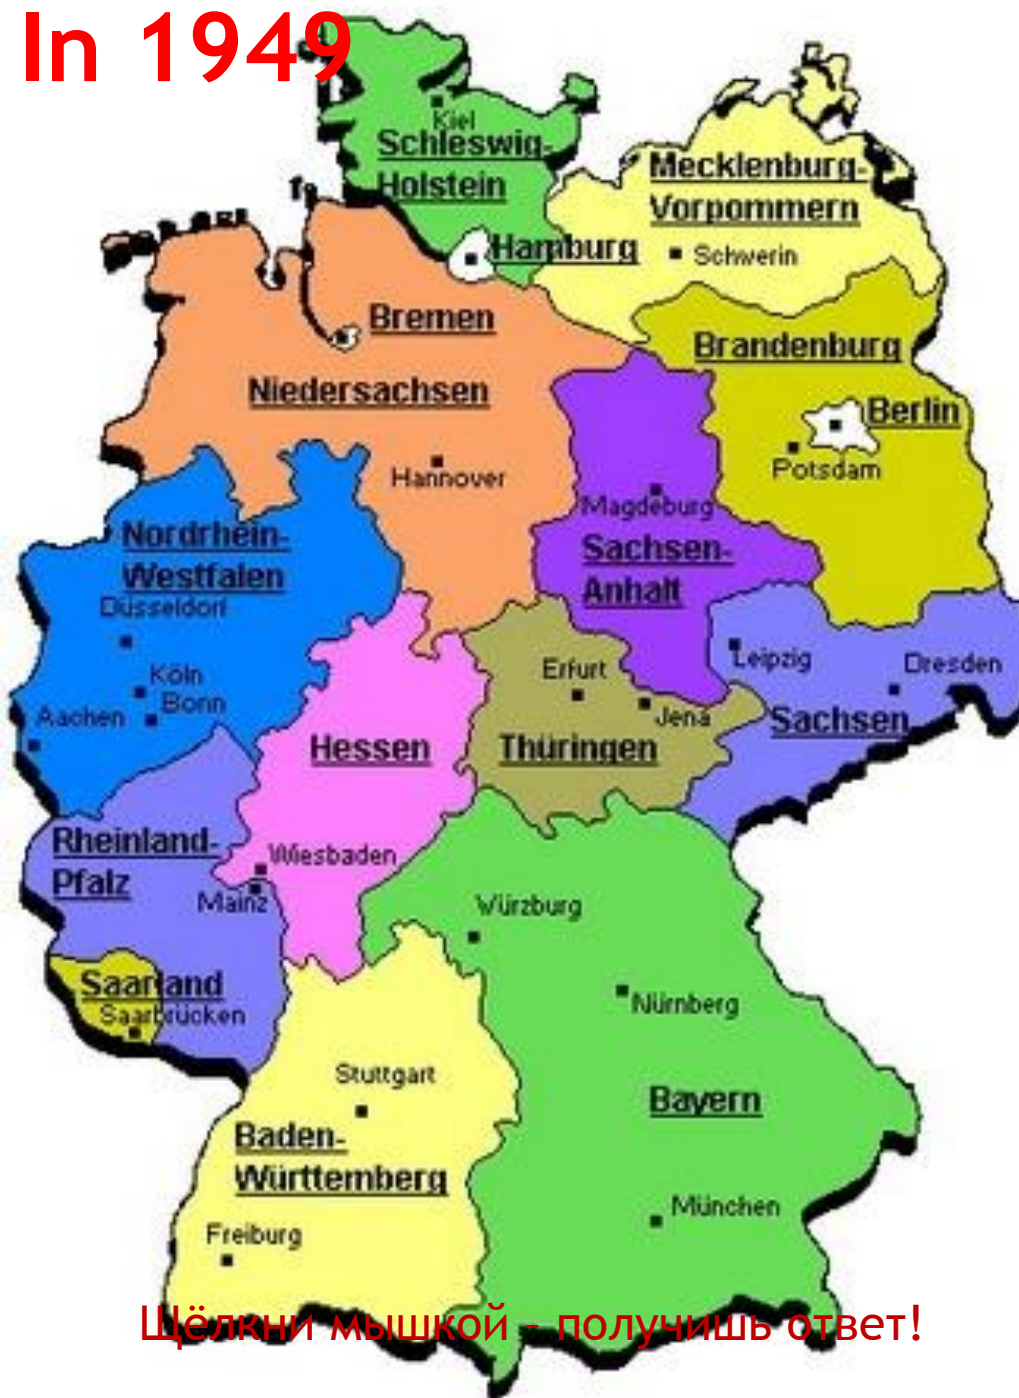 In 1949
Kiel
Schleswig-
Holstein
Mecklenburg-
Vorpommern
Hamburg
Schwerin
Bremen
Brandenburg
Niedersachsen
Berlin
Potsdam
Hannover
Magdeburg
Nordrhein-
Westfalen
Sachsen-
Anhalt
Düsseldorf
Köln
Bonn
Aachen
Erfurt
Jena
Leipzig
Dresden
Sachsen
Hessen
Thüringen
Rheinland-
Pfalz
Wiesbaden
Mainz
Würzburg
Saarland
Saarbrücken
Nürnberg
Stuttgart
Bayern
Baden-
Württemberg
München
Freiburg
Щёлкни мышкой - получишь ответ!